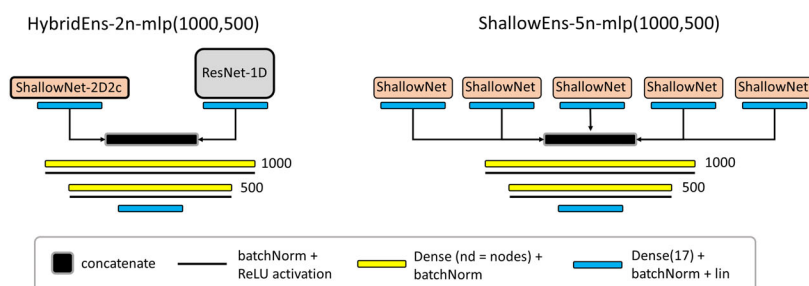 HybridEns-2n-mlp(1000,500)
ShallowNet-2D2c
ResNet-1D
1000
500
ShallowEns-5n-mlp(1000,500)
ShallowNet ShallowNet ShallowNet ShallowNet ShallowNet
1000
500
concatenate
batchNorm +
ReLU activation
Dense (nd = nodes) +
batchNorm
Dense(17) +
batchNorm + lin